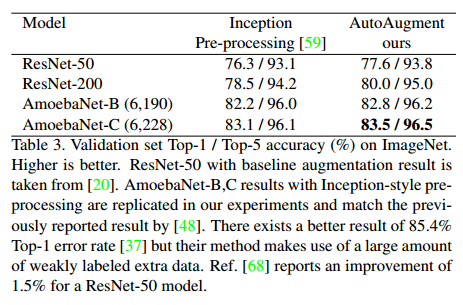 Model Inception AutoAugment
Pre-processing [59] ours
ResNet-50 76.3 / 93.1 77.6 / 93.8
ResNet-200 78.5 / 94.2 80.0 / 95.0
AmoebaNet-B (6,190) 82.2 / 96.0 82.8 / 96.2
AmoebaNet-C (6,228) 83.1 / 96.1 83.5 / 96.5
Table 3. Validation set Top-1 / Top-5 accuracy (%) on ImageNet.
Higher is better. ResNet-50 with baseline augmentation result is
taken from [20]. AmoebaNet-B,C results with Inception-style pre-
processing are replicated in our experiments and match the previ-
ously reported result by [48]. There exists a better result of 85.4%
Top-1 error rate [37] but their method makes use of a large amount
of weakly labeled extra data. Ref. [68] reports an improvement of
1.5% for a ResNet-50 model.